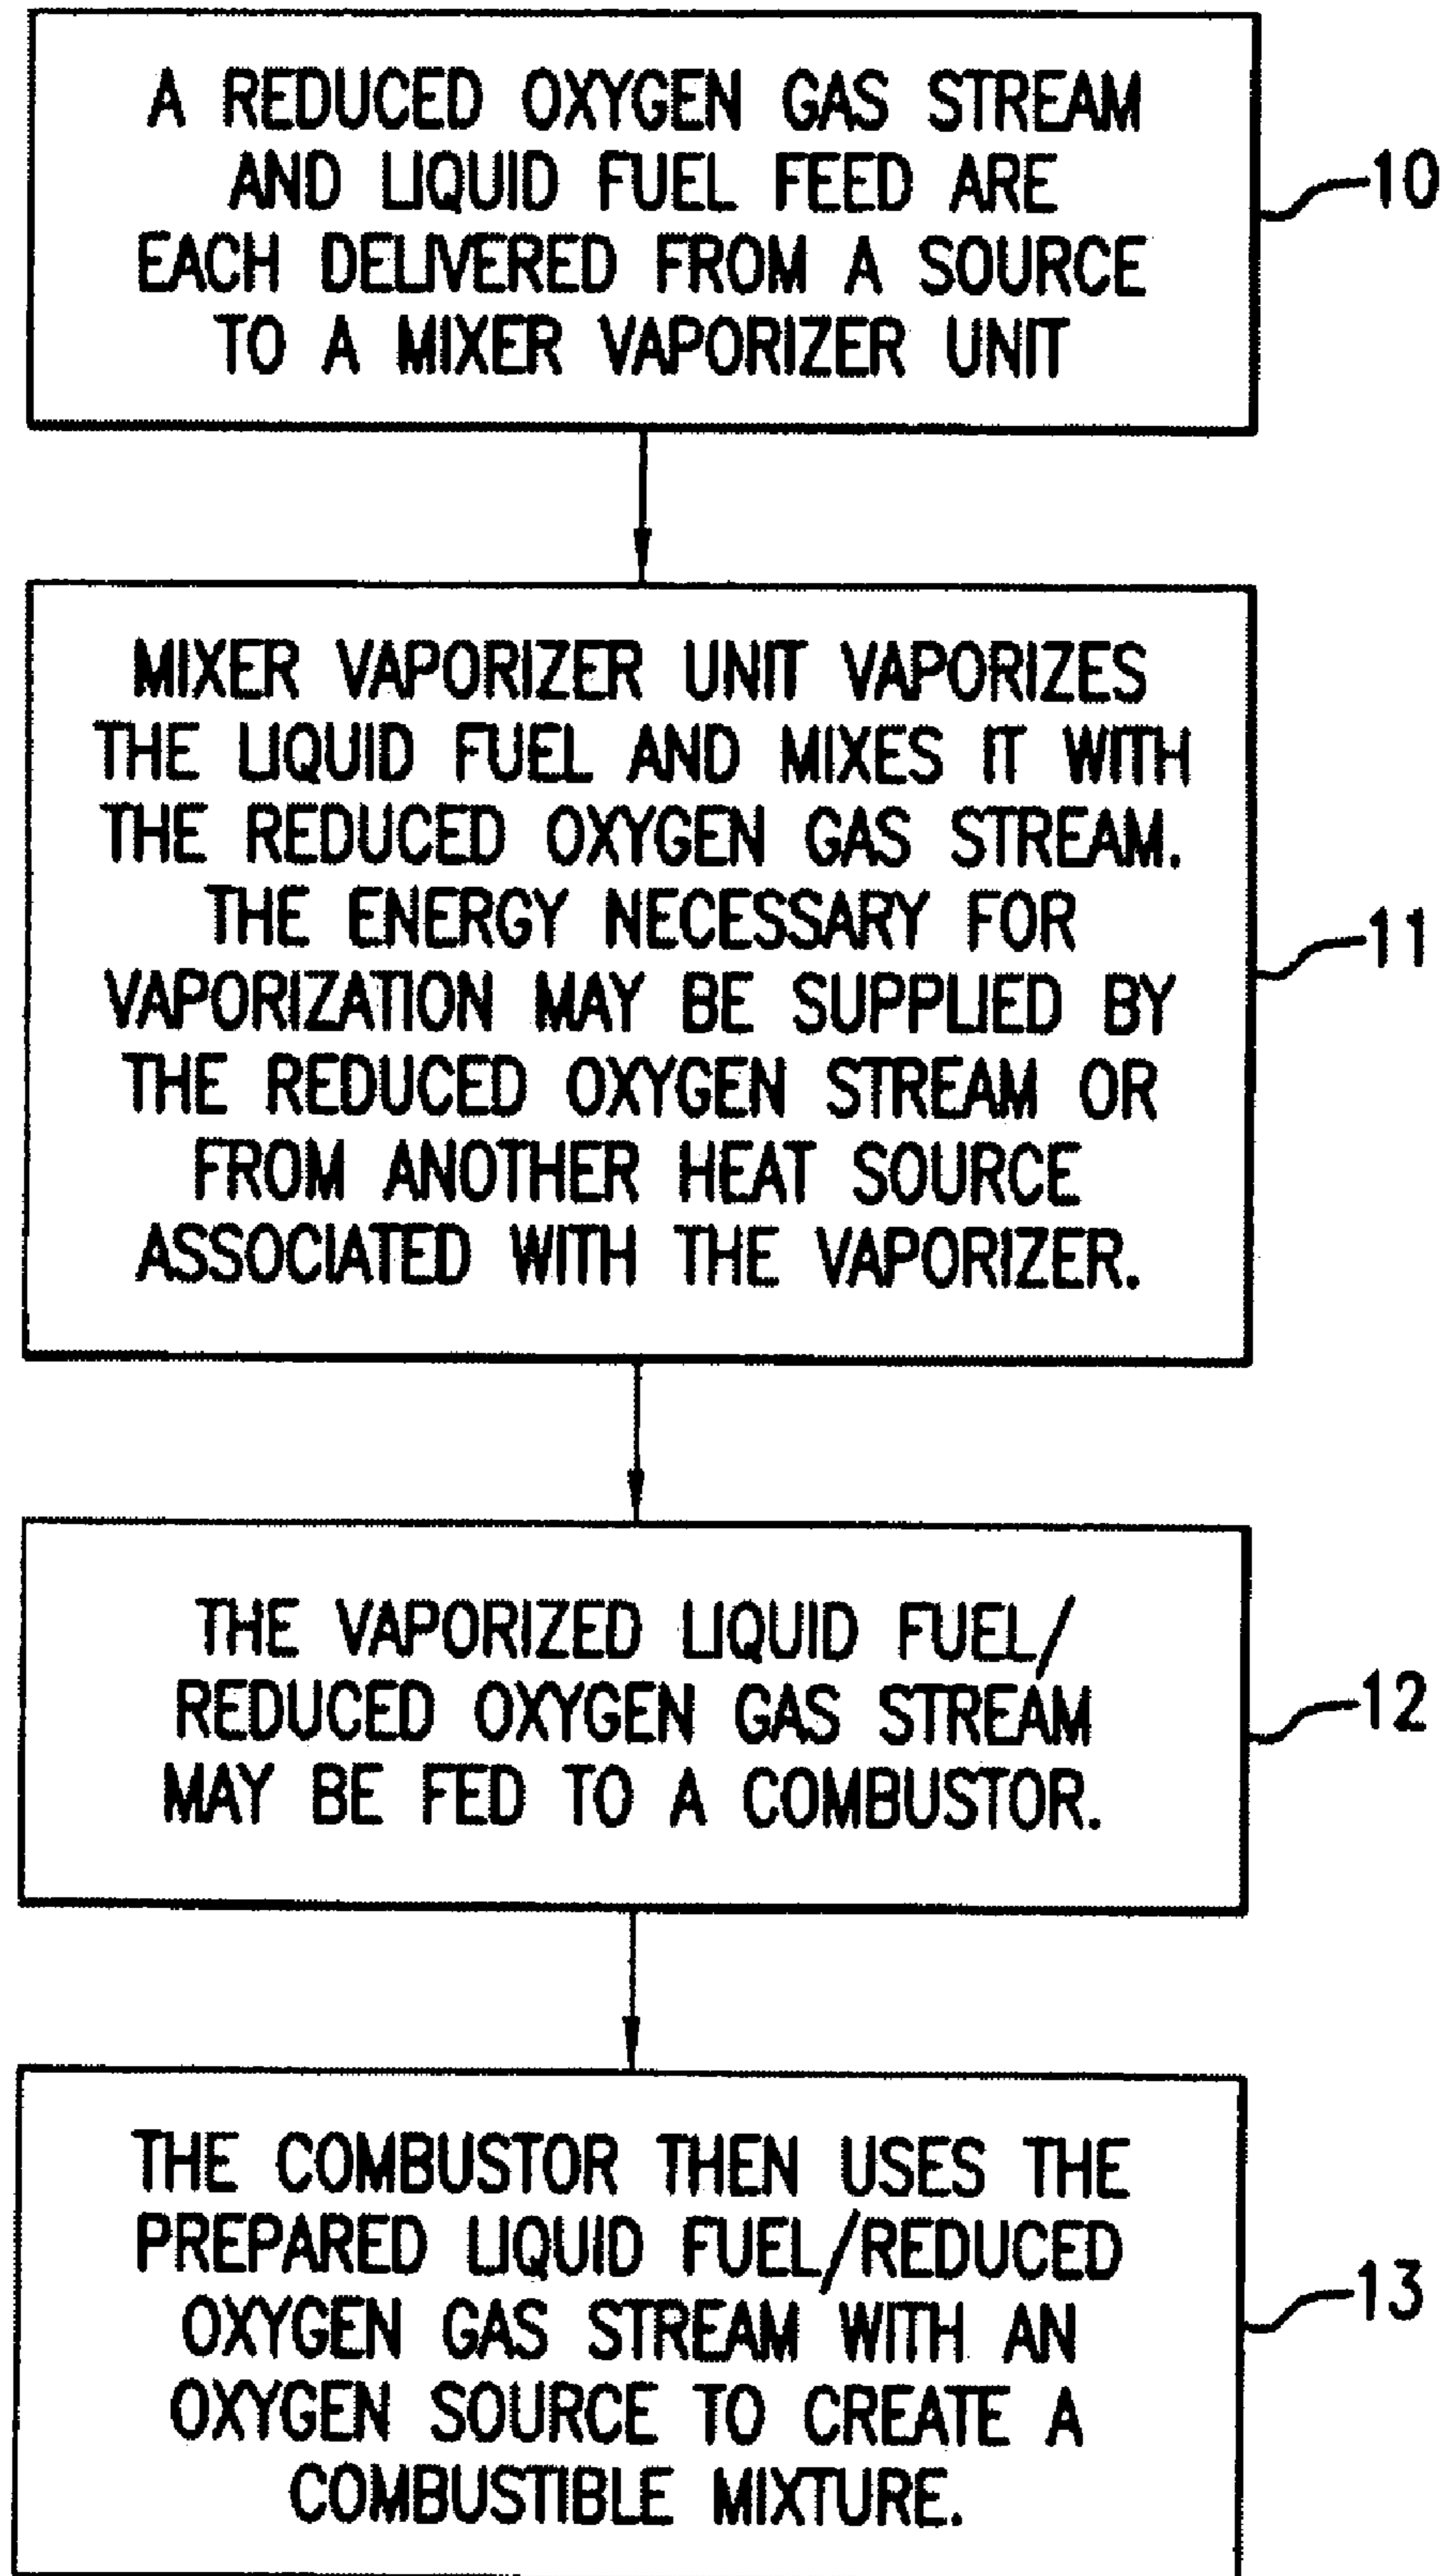 A REDUCED OXYGEN GAS STREAM
AND LIQUID FUEL FEED ARE
EACH DELIVERED FROM A SOURCE
TO A MIXER VAPORIZER UNIT
10
MIXER VAPORIZER UNIT VAPORIZES
THE LIQUID FUEL AND MIXES IT WITH
THE REDUCED OXYGEN GAS STREAM.
THE ENERGY NECESSARY FOR
VAPORIZATION MAY BE SUPPLIED BY
THE REDUCED OXYGEN STREAM OR
FROM ANOTHER HEAT SOURCE
ASSOCIATED WITH THE VAPORIZER.
11
THE VAPORIZED LIQUID FUEL/
REDUCED OXYGEN GAS STREAM
MAY BE FED TO A COMBUSTOR.
12
THE COMBUSTOR THEN USES THE
PREPARED LIQUID FUEL/REDUCED
OXYGEN GAS STREAM WITH AN
OXYGEN SOURCE TO CREATE A
COMBUSTIBLE MIXTURE.
13